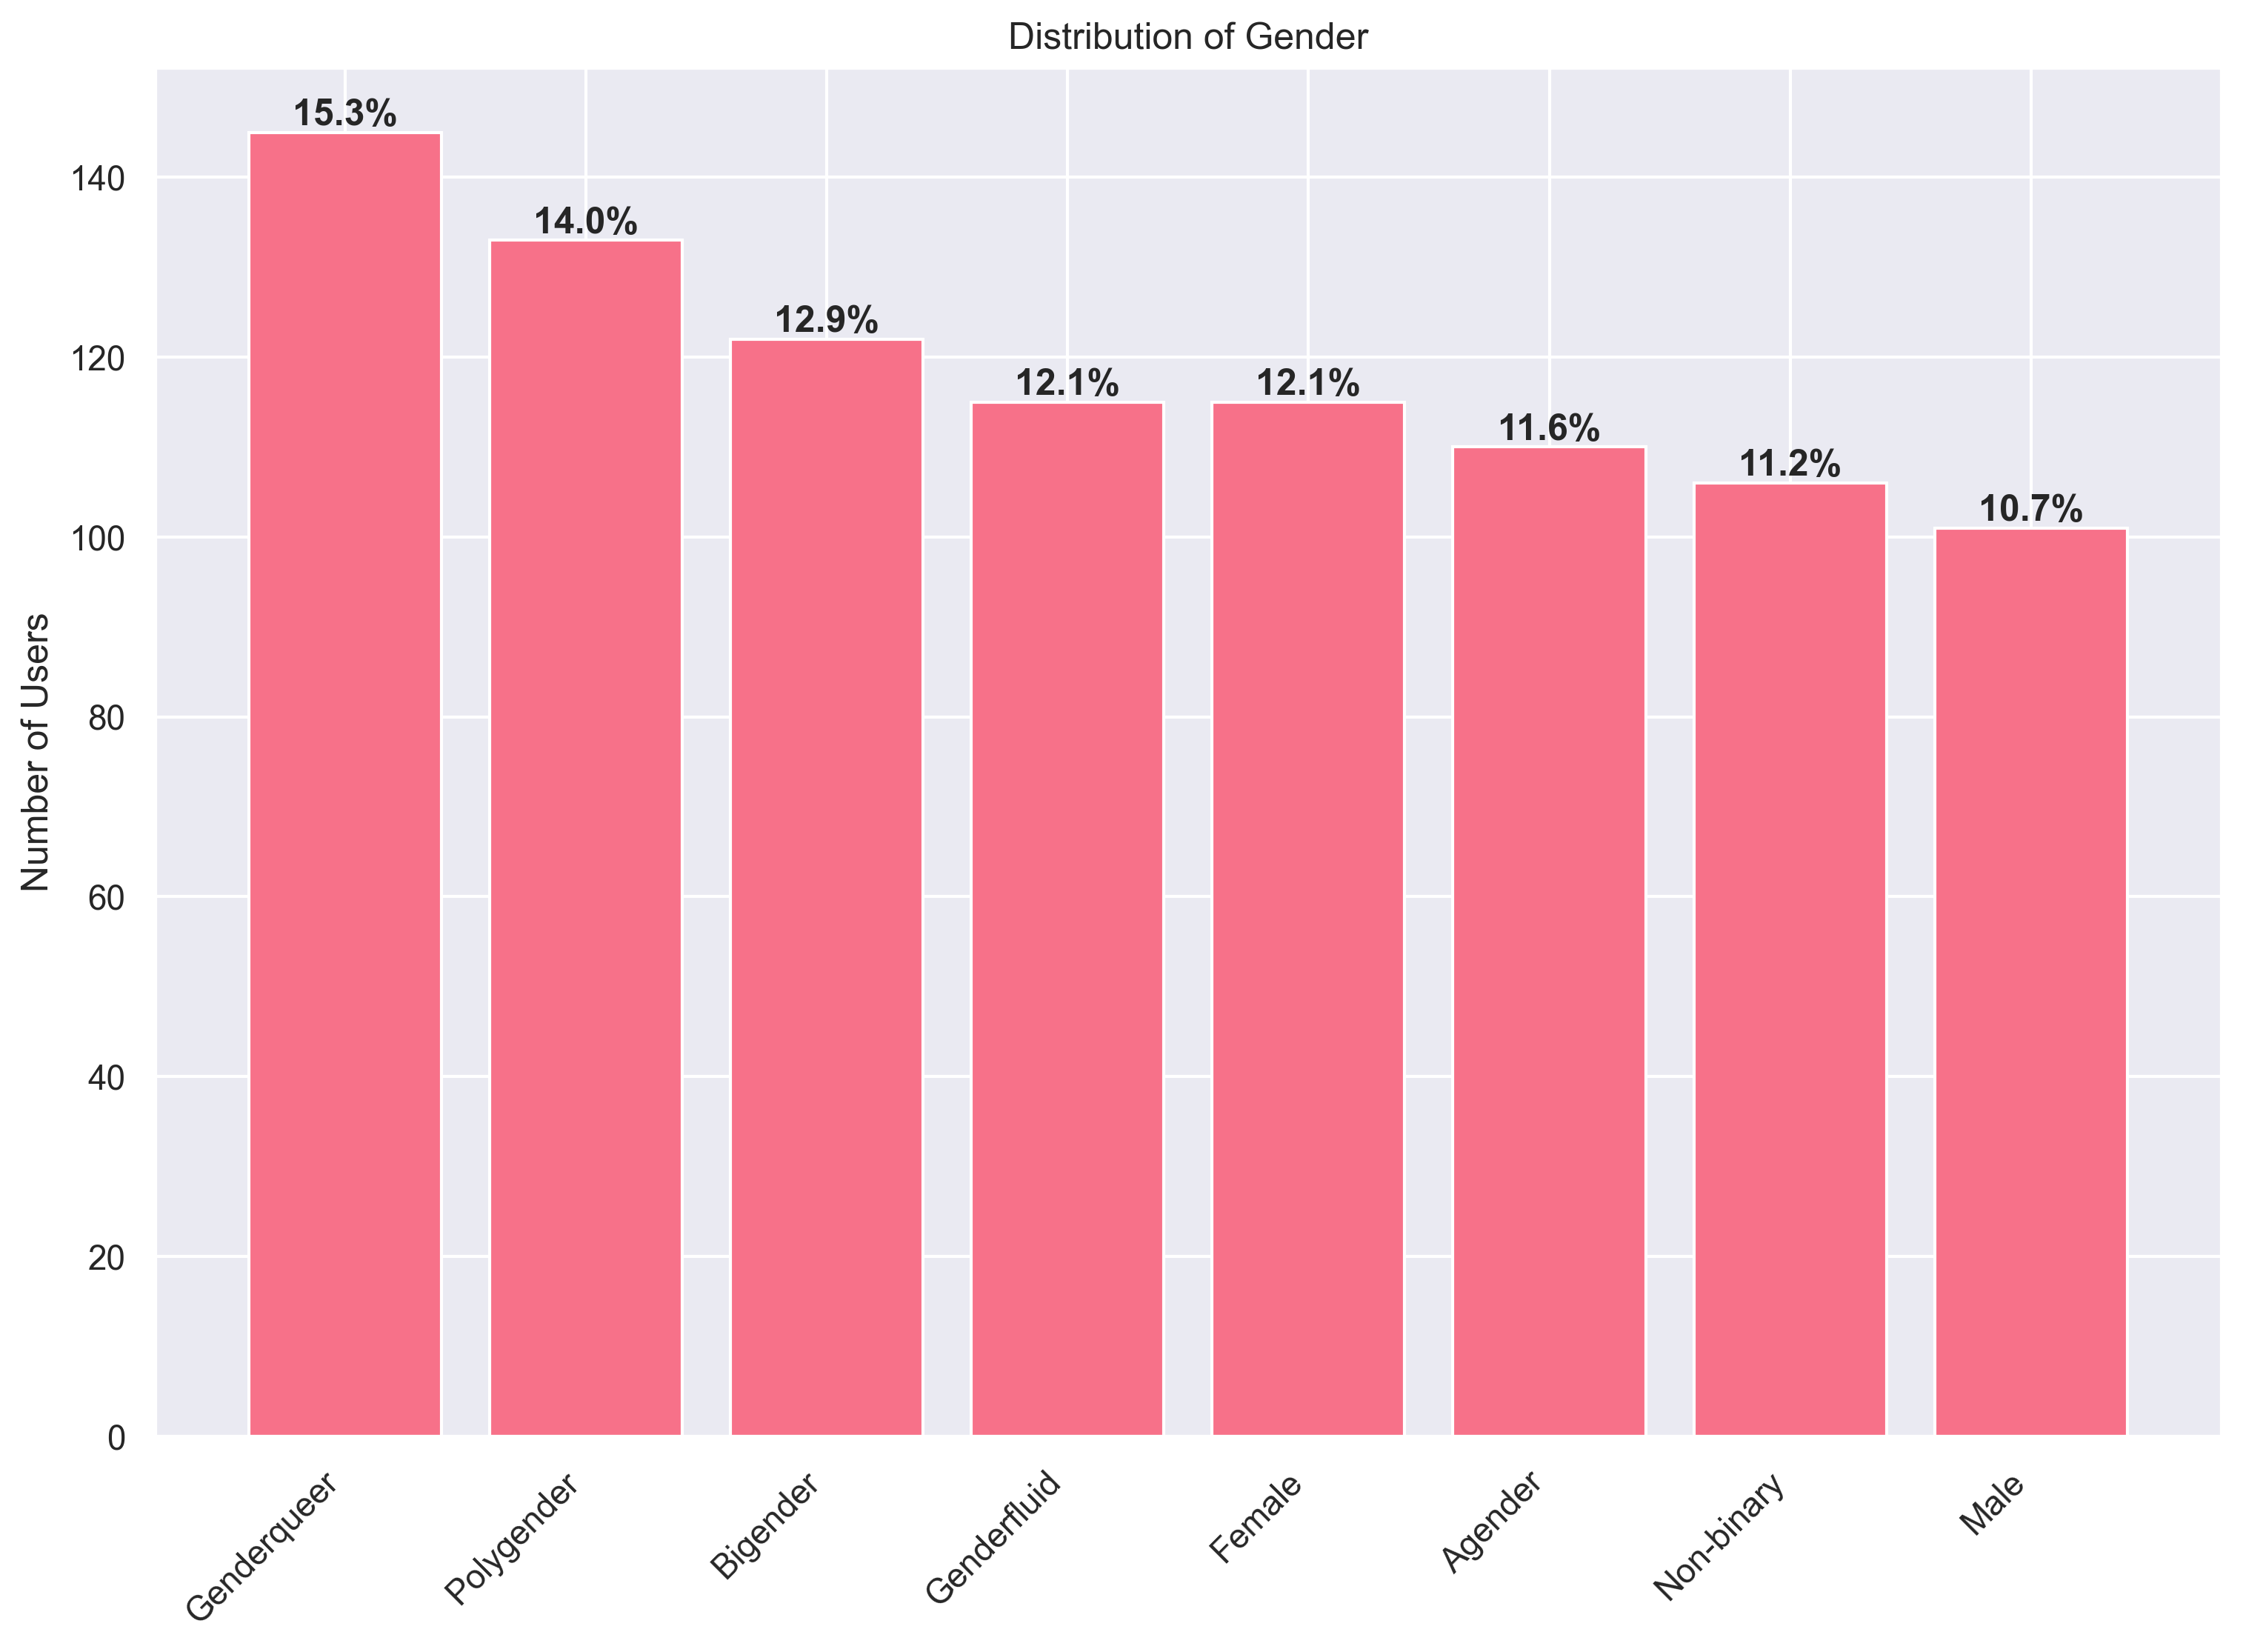 Distribution of Gender
Number of Users
140
120
100
80
60
40
20
0
15.3%
14.0%
12.9%
12.1%
12.1%
11.6%
11.2%
10.7%
Genderqueer
Polygender
Bigender
Genderfluid
Female
Agender
Non-binary
Male